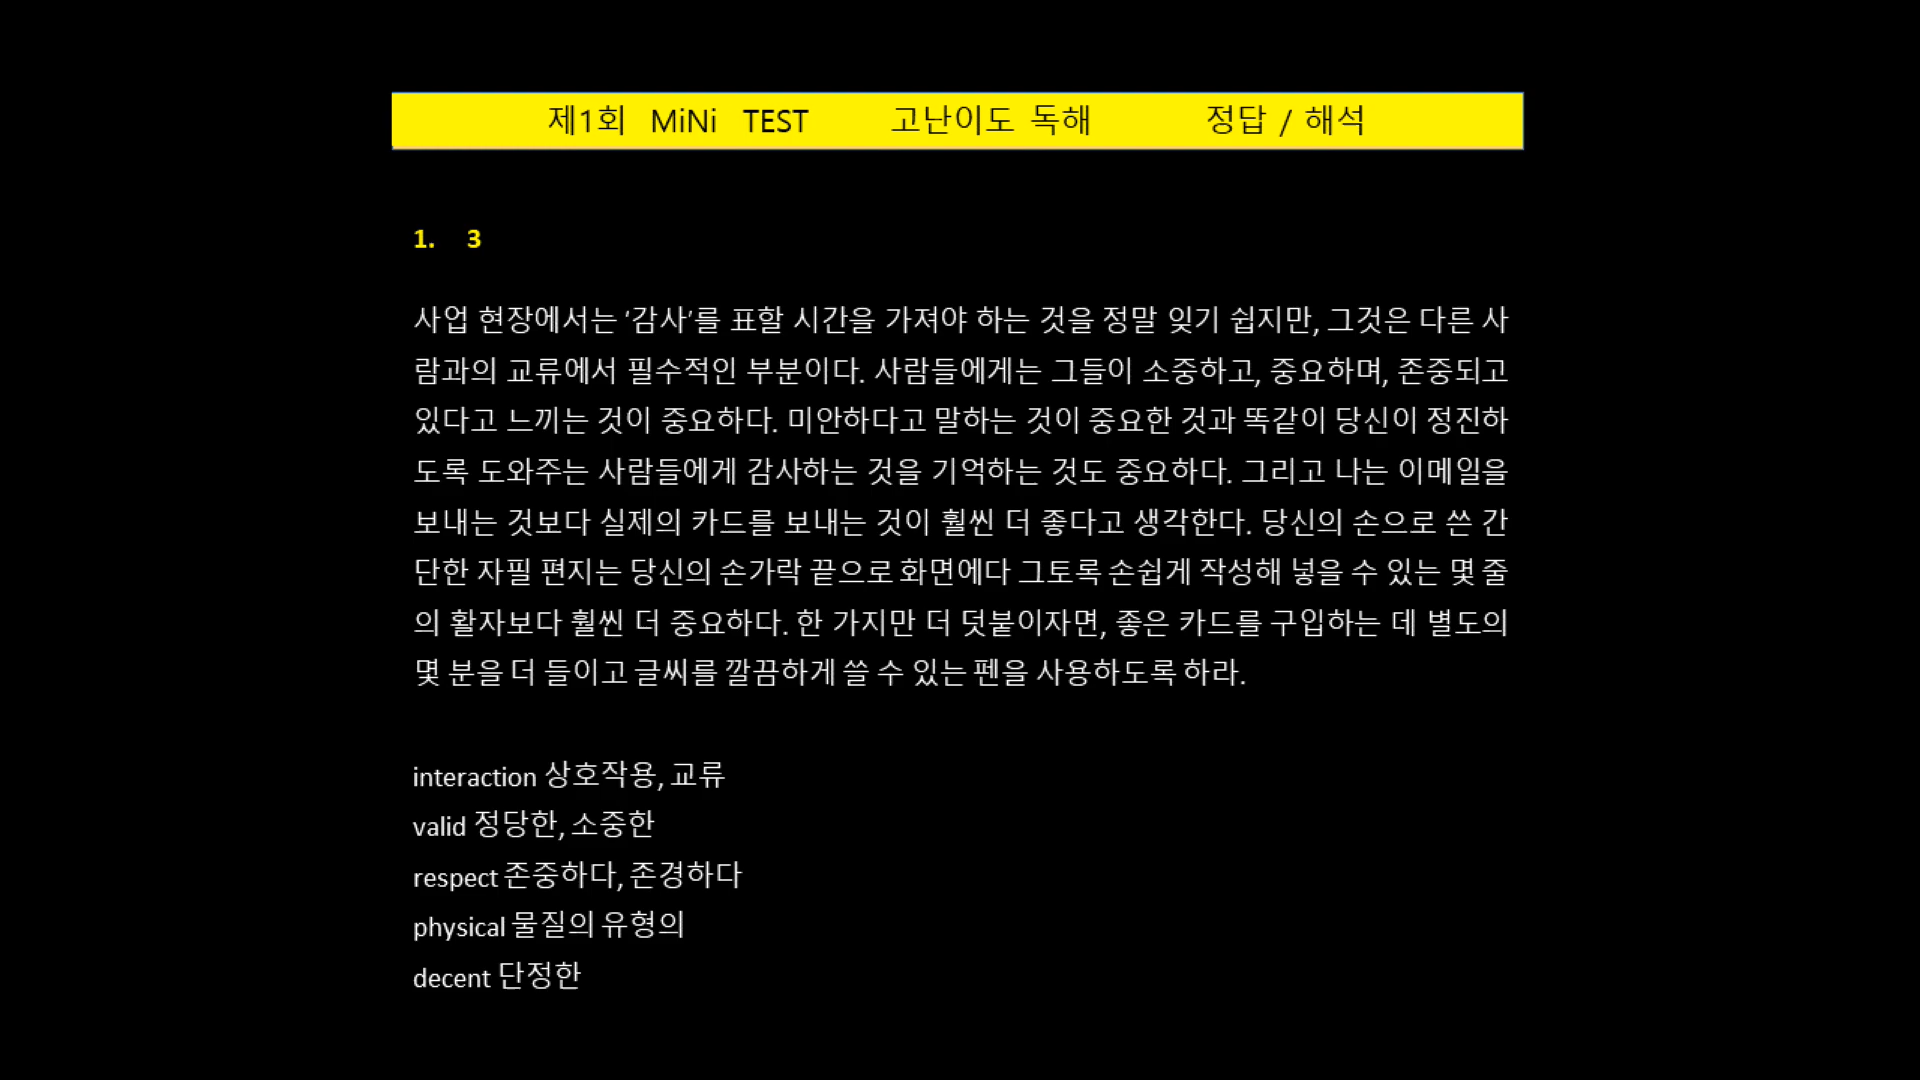 제1회 MiNi TEST 고난이도 독해 정답 / 해석
1. 3
사업 현장에서는 ‘감사’를 표할 시간을 가져야 하는 것을 정말 잊기 쉽지만, 그것은 다른 사
람과의 교류에서 필수적인 부분이다. 사람들에게는 그들이 소중하고, 중요하며, 존중되고
있다고 느끼는 것이 중요하다. 미안하다고 말하는 것이 중요한 것과 똑같이 당신이 정진하
도록 도와주는 사람들에게 감사하는 것을 기억하는 것도 중요하다. 그리고 나는 이메일을
보내는 것보다 실제의 카드를 보내는 것이 훨씬 더 좋다고 생각한다. 당신의 손으로 쓴 간
단한 자필 편지는 당신의 손가락 끝으로 화면에다 그토록 손쉽게 작성해 넣을 수 있는 몇 줄
의 활자보다 훨씬 더 중요하다. 한 가지만 더 덧붙이자면, 좋은 카드를 구입하는 데 별도의
몇 분을 더 들이고 글씨를 깔끔하게 쓸 수 있는 펜을 사용하도록 하라.
interaction 상호작용, 교류
valid 정당한, 소중한
respect 존중하다, 존경하다
physical 물질의 유형의
decent 단정한